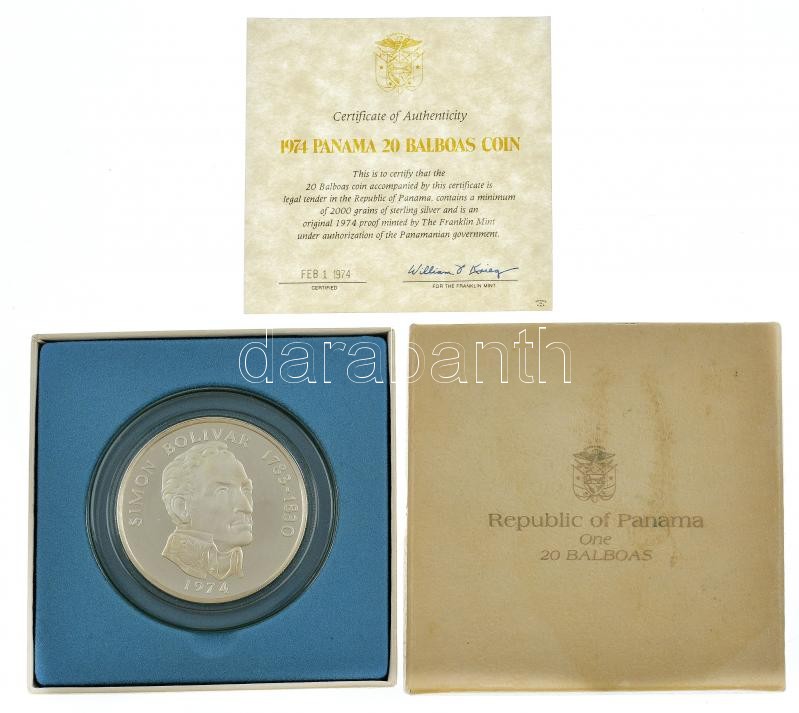 Certificate of Authenticity
1974 PANAMA 20 BALBOAS COIN
This is to certify that the
20 Balboas coin accompanied by this certificate is
legal tender in the Republic of Panama, contains a minimum
of 2000 grains of sterling silver and is an
original 1974 proof minted by The Franklin Mint
under authorization of the Panamanian government.
FEB 1 1974
CERTIFIED
William T Krieg
FOR THE FRANKLIN MINT
darabanth
SIMON BOLIVAR 1783-1830
1974
Republic of Panama
One
20 BALBOAS